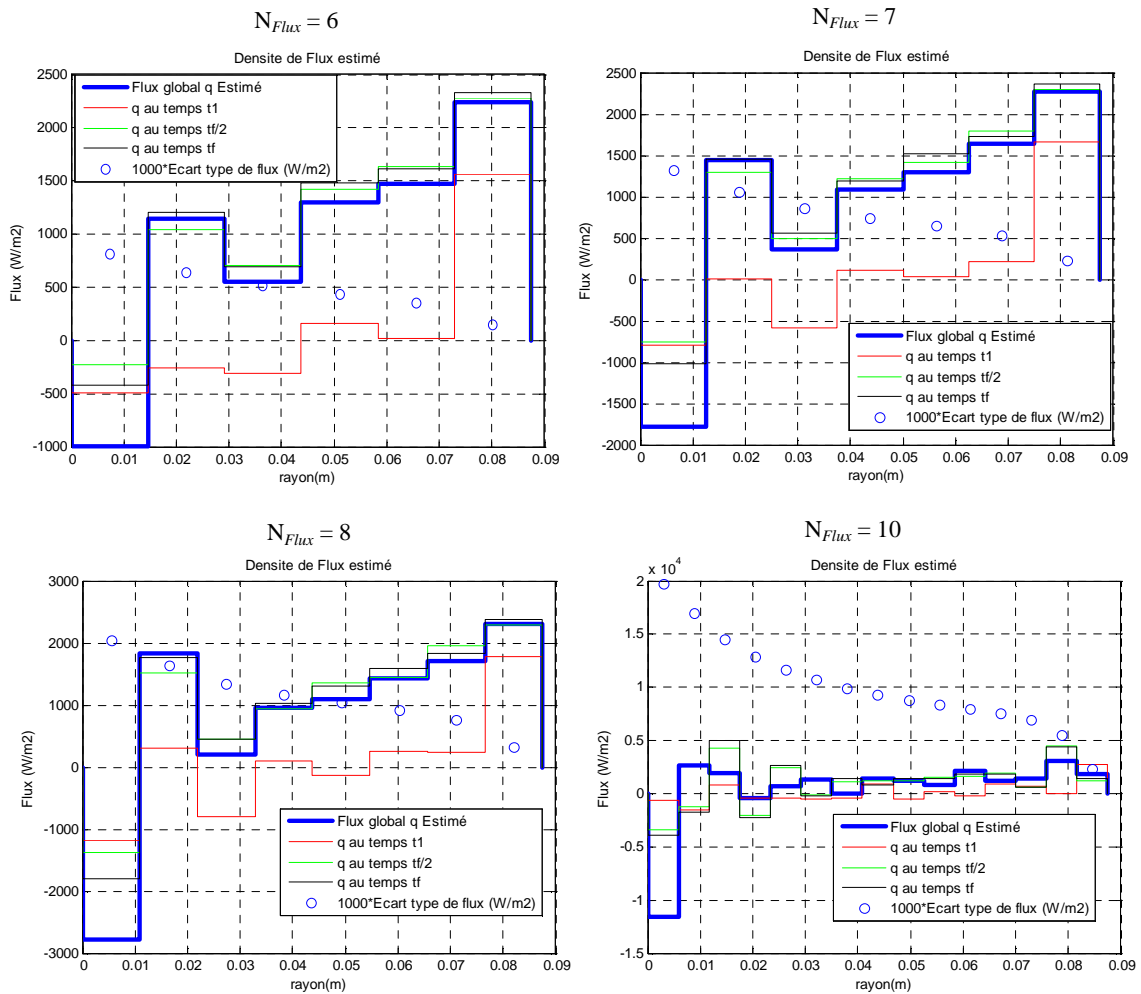 N_Flux = 6
Densite de Flux estimé
Flux (W/m2)
2500
2000
1500
1000
500
0
-500
-1000
Flux global q Estimé
q au temps t1
q au temps tf/2
q au temps tf
1000*Ecart type de flux (W/m2)
0 0.01 0.02 0.03 0.04 0.05 0.06 0.07 0.08 0.09
rayon(m)
N_Flux = 7
Densite de Flux estimé
Flux (W/m2)
2500
2000
1500
1000
500
0
-500
-1000
-1500
-2000
Flux global q Estimé
q au temps t1
q au temps tf/2
q au temps tf
1000*Ecart type de flux (W/m2)
0 0.01 0.02 0.03 0.04 0.05 0.06 0.07 0.08 0.09
rayon(m)
N_Flux = 8
Densite de Flux estimé
Flux (W/m2)
3000
2000
1000
0
-1000
-2000
-3000
Flux global q Estimé
q au temps t1
q au temps tf/2
q au temps tf
1000*Ecart type de flux (W/m2)
0 0.01 0.02 0.03 0.04 0.05 0.06 0.07 0.08 0.09
rayon(m)
N_Flux = 10
Densite de Flux estimé
x 10^4
Flux (W/m2)
2
1.5
1
0.5
0
-0.5
-1
-1.5
Flux global q Estimé
q au temps t1
q au temps tf/2
q au temps tf
1000*Ecart type de flux (W/m2)
0 0.01 0.02 0.03 0.04 0.05 0.06 0.07 0.08 0.09
rayon(m)